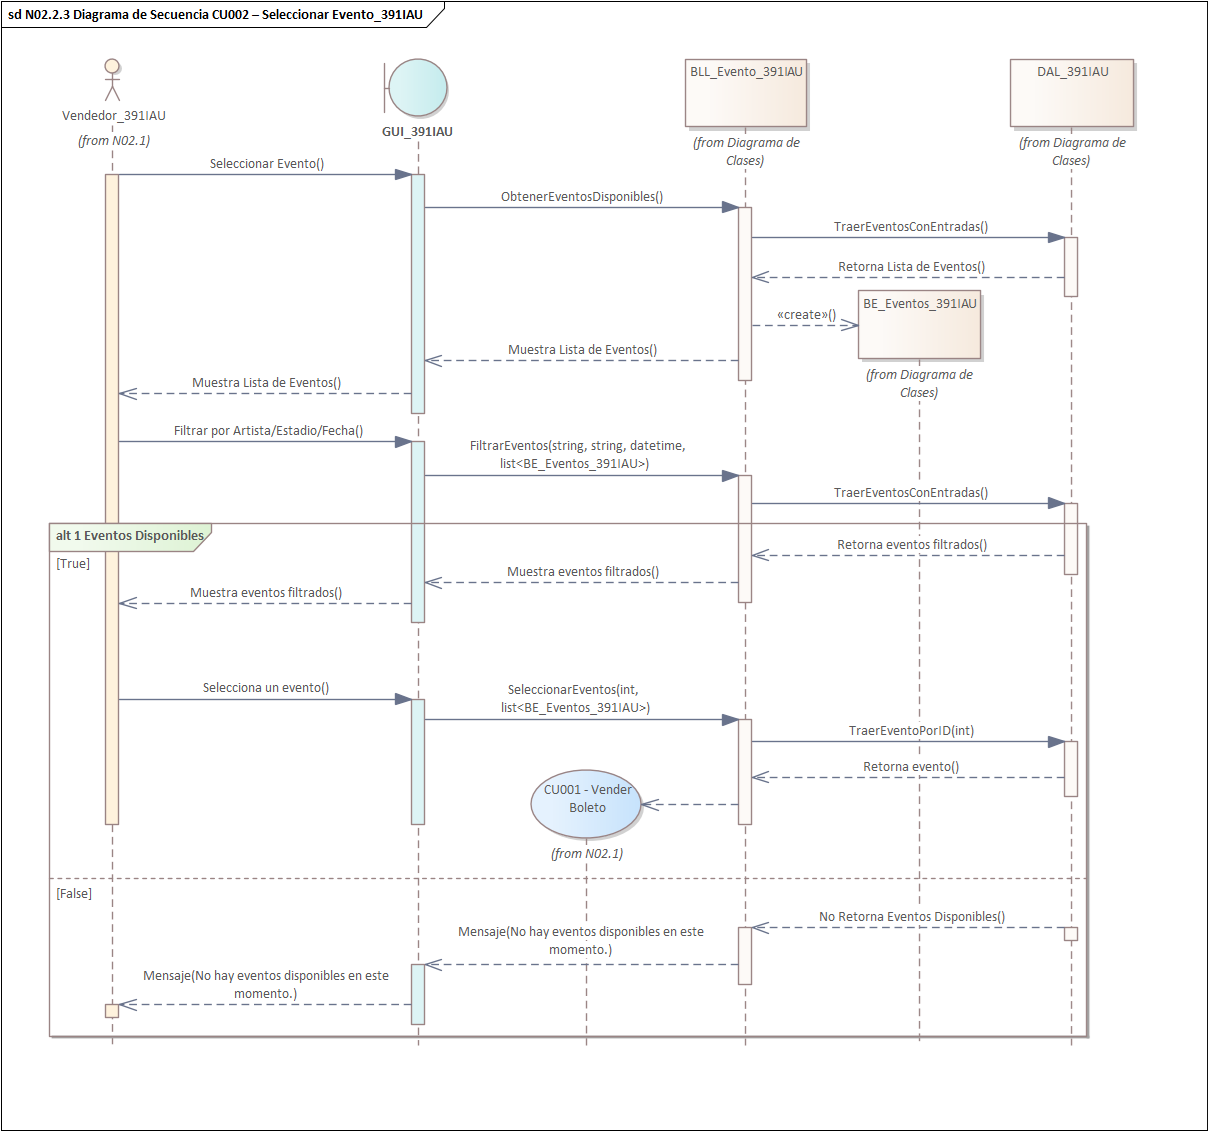 sd N02.2.3 Diagrama de Secuencia CU002 – Seleccionar Evento_391IAU
Vendedor_391IAU
(from N02.1)
GUI_391IAU
BLL_Evento_391IAU
(from Diagrama de
Clases)
DAL_391IAU
(from Diagrama de
Clases)
Seleccionar Evento()
ObtenerEventosDisponibles()
TraerEventosConEntradas()
Retorna Lista de Eventos()
BE_Eventos_391IAU
(from Diagrama de
Clases)
«create»()
Muestra Lista de Eventos()
Muestra Lista de Eventos()
Filtrar por Artista/Estadio/Fecha()
FiltrarEventos(string, string, datetime,
list<BE_Eventos_391IAU>)
TraerEventosConEntradas()
alt 1 Eventos Disponibles
[True]
Retorna eventos filtrados()
Muestra eventos filtrados()
Muestra eventos filtrados()
Selecciona un evento()
SeleccionarEventos(int,
list<BE_Eventos_391IAU>)
TraerEventoPorID(int)
Retorna evento()
CU001 - Vender
Boleto
(from N02.1)
[False]
No Retorna Eventos Disponibles()
Mensaje(No hay eventos disponibles en este
momento.)
Mensaje(No hay eventos disponibles en este
momento.)